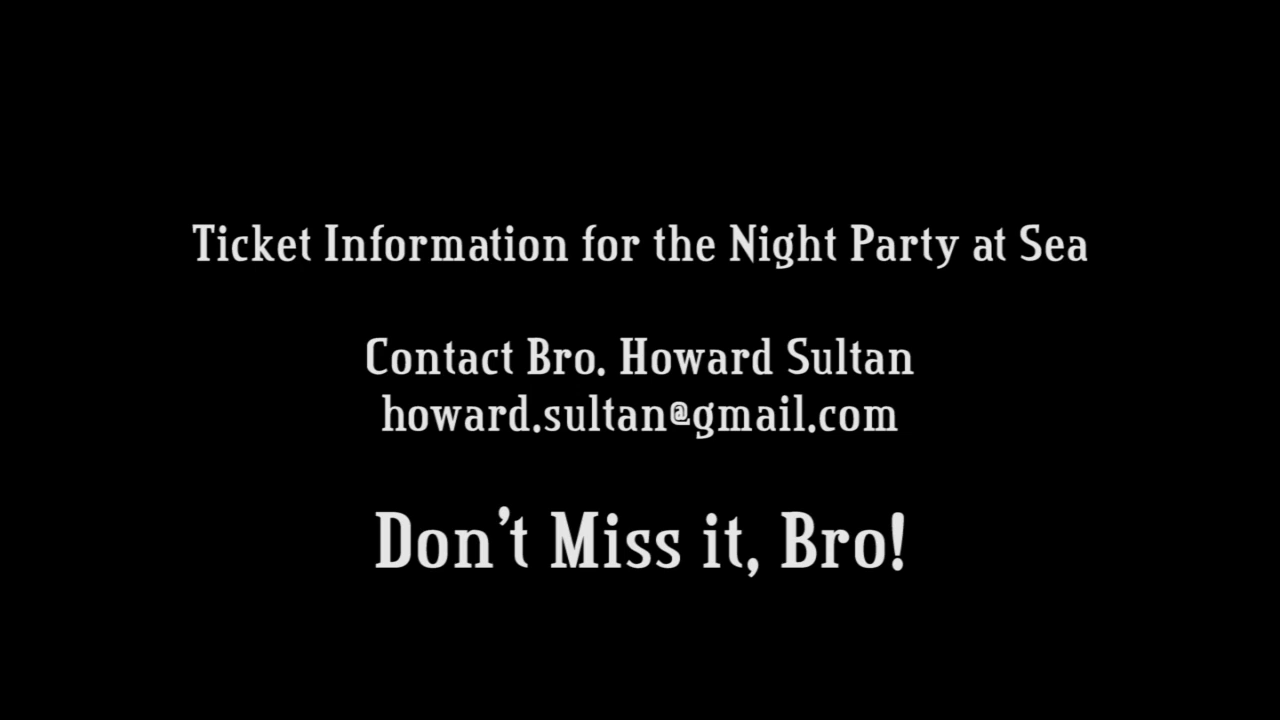 Ticket Information for the Night Party at Sea
Contact Bro. Howard Sultan
howard.sultan@gmail.com
Don't Miss it, Bro!